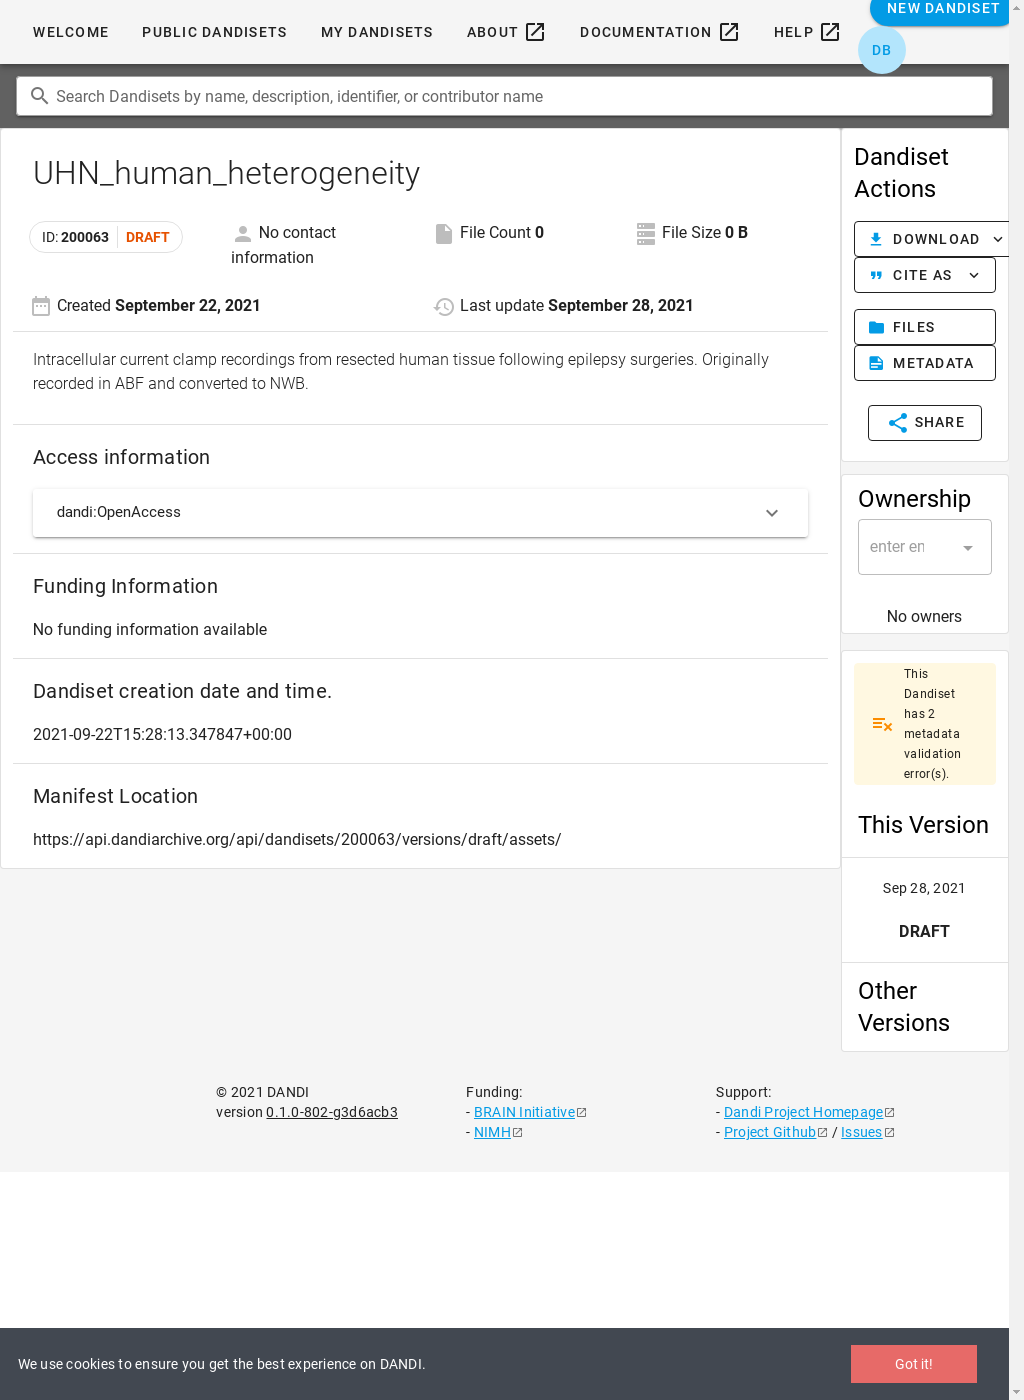 WELCOME PUBLIC DANDISETS MY DANDISETS ABOUT DOCUMENTATION HELP NEW DANDISET
DB
Search Dandisets by name, description, identifier, or contributor name
UHN_human_heterogeneity
ID: 200063 DRAFT
No contact information
File Count 0
File Size 0 B
Created September 22, 2021
Last update September 28, 2021
Intracellular current clamp recordings from resected human tissue following epilepsy surgeries. Originally
recorded in ABF and converted to NWB.
Access information
dandi:OpenAccess
Funding Information
No funding information available
Dandiset creation date and time.
2021-09-22T15:28:13.347847+00:00
Manifest Location
https://api.dandiarchive.org/api/dandisets/200063/versions/draft/assets/
Dandiset
Actions
DOWNLOAD
CITE AS
FILES
METADATA
SHARE
Ownership
enter en
No owners
This
Dandiset
has 2
metadata
validation
error(s).
This Version
Sep 28, 2021
DRAFT
Other
Versions
© 2021 DANDI
version 0.1.0-802-g3d6acb3
Funding:
- BRAIN Initiative
- NIMH
Support:
- Dandi Project Homepage
- Project Github / Issues
We use cookies to ensure you get the best experience on DANDI.
Got it!